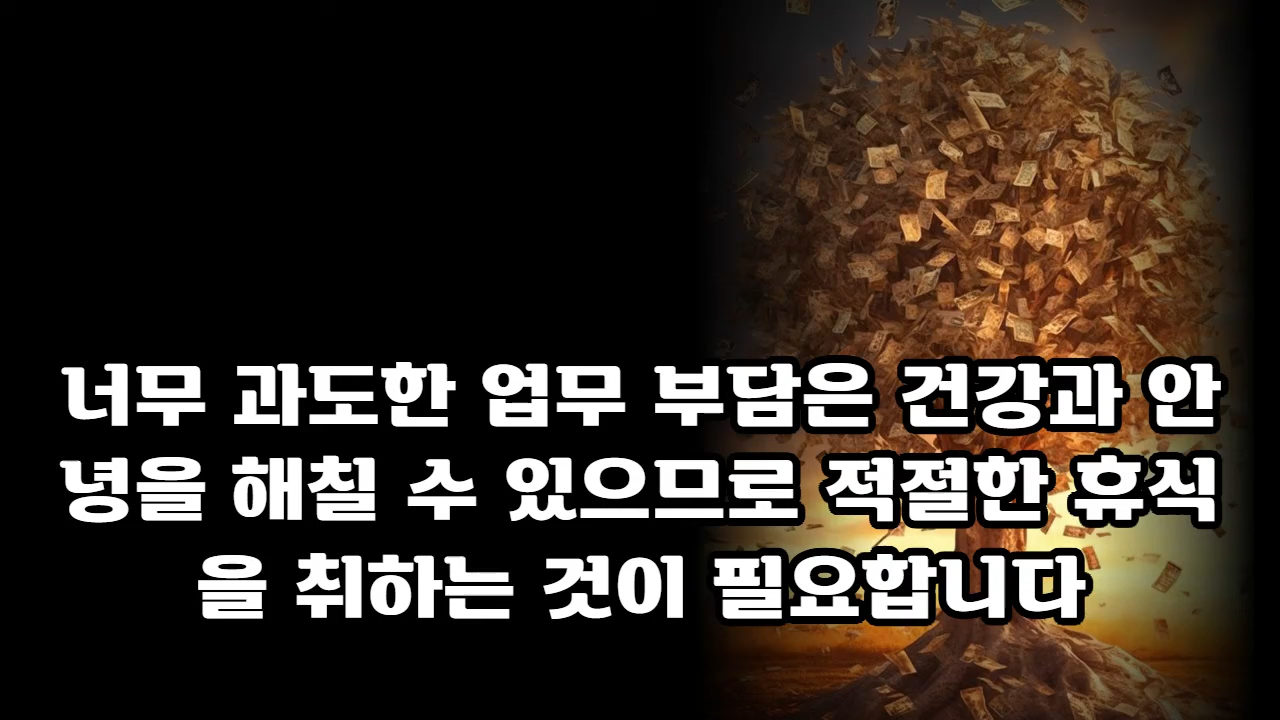 너무 과도한 업무 부담은 건강과 안
녕을 해칠 수 있으므로 적절한 휴식
을 취하는 것이 필요합니다